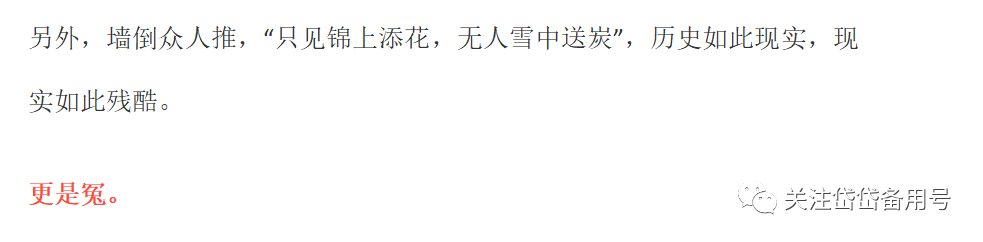 另外，墙倒众人推，“只见锦上添花，无人雪中送炭”，历史如此现实，现
实如此残酷。
更是冤。
关注岱岱备用号